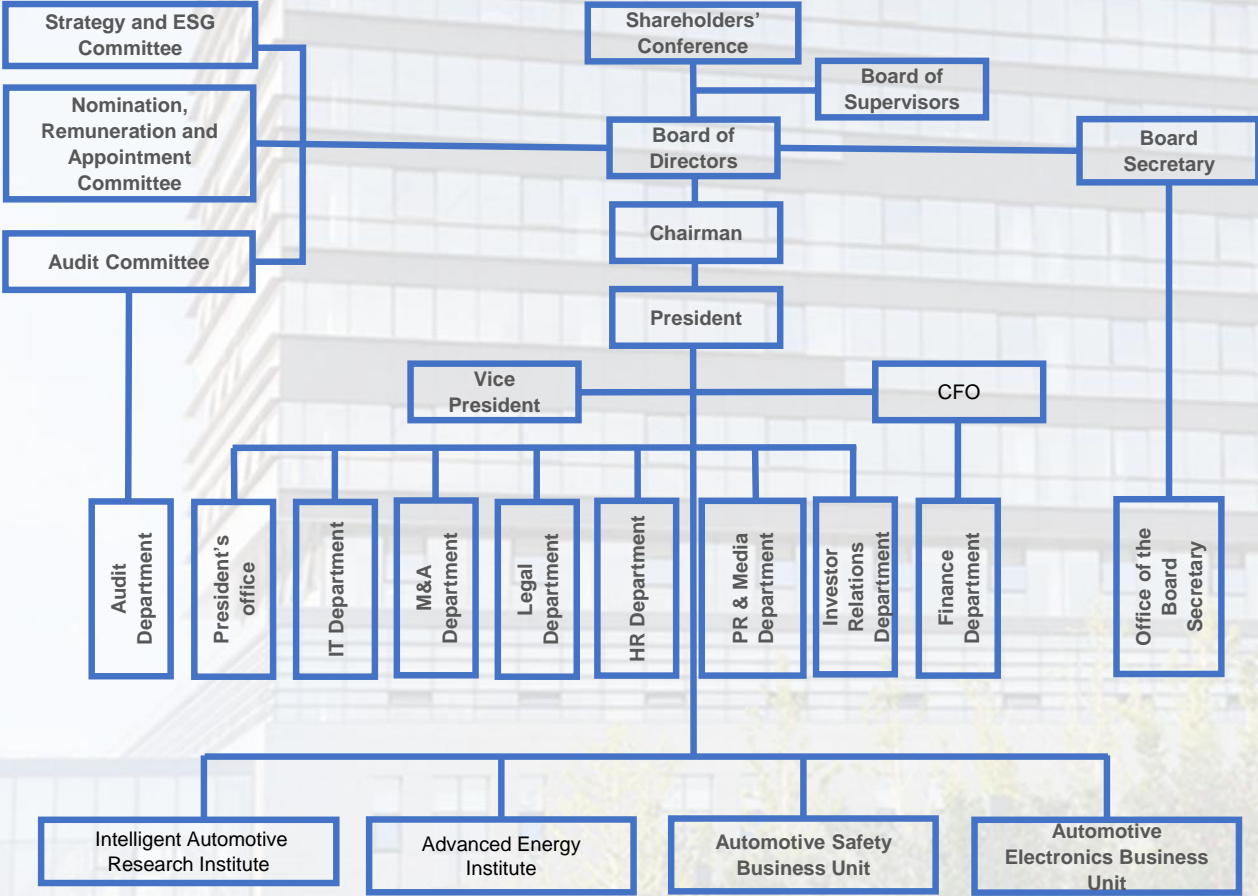 Strategy and ESG
Committee
Shareholders'
Conference
Board of
Supervisors
Nomination,
Remuneration and
Appointment
Committee
Board of
Directors
Board
Secretary
Chairman
Audit Committee
President
Vice
President
CFO
Audit
Department
President's
office
IT Department
M&A
Department
Legal
Department
HR Department
PR & Media
Department
Investor
Relations
Department
Finance
Department
Office of the
Board
Secretary
Intelligent Automotive
Research Institute
Advanced Energy
Institute
Automotive Safety
Business Unit
Automotive
Electronics Business
Unit